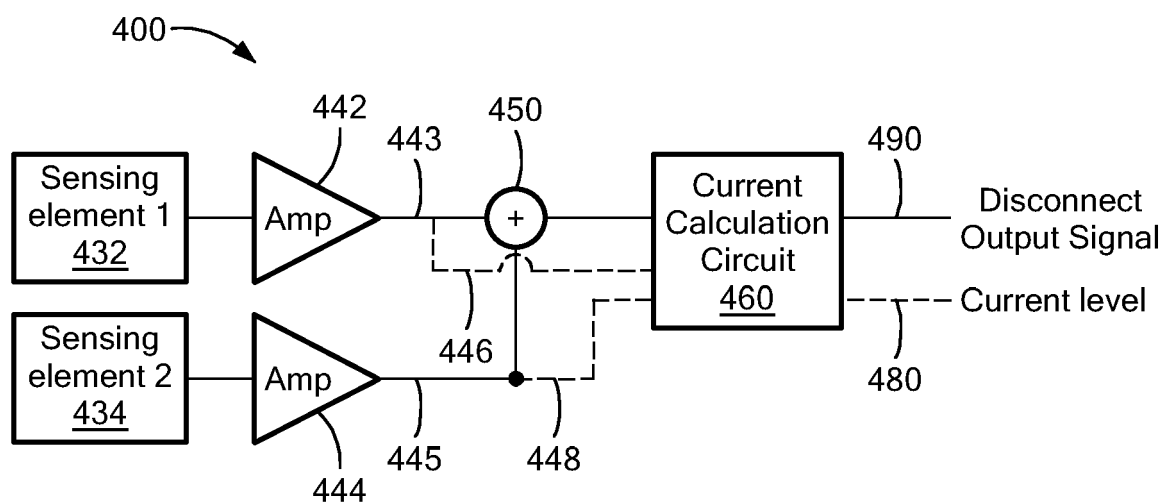 400
442
443
450
490
Sensing
element 1
432
Amp
+
Current
Calculation
Circuit
460
Disconnect
Output Signal
Current level
446
480
Sensing
element 2
434
Amp
444
445
448